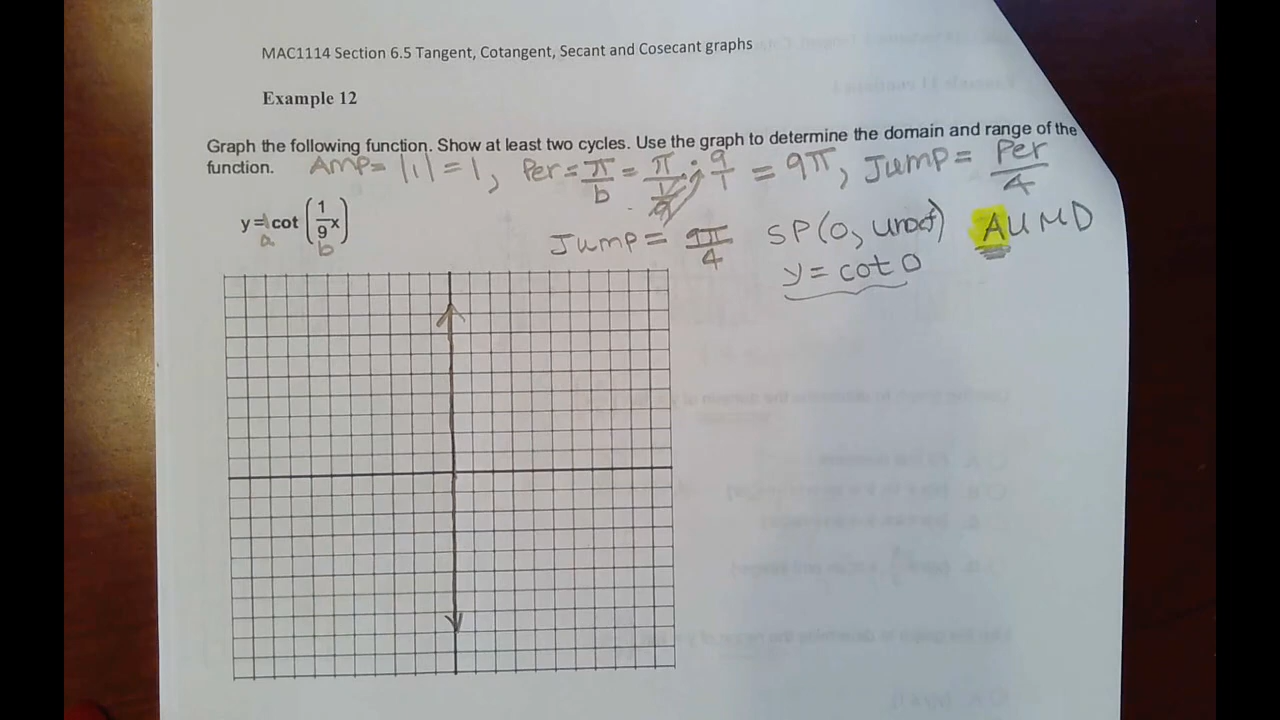 MAC1114 Section 6.5 Tangent, Cotangent, Secant and Cosecant graphs
Example 12
Graph the following function. Show at least two cycles. Use the graph to determine the domain and range of the
function. Amp = |1| = 1, Per = π/b = π/(1/9) · 9/1 = 9π, Jump = Per/4
y = 1 cot (1/9 x)
a b
Jump = 9π/4 SP(0, undef) AUMD
y = cot 0